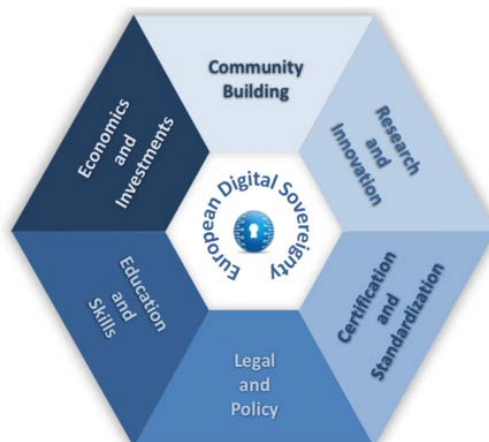 Community
Building
Research
and
Innovation
Certification
and
Standardization
Legal
and
Policy
Education
and
Skills
Economics
and
Investments
European Digital Sovereignty